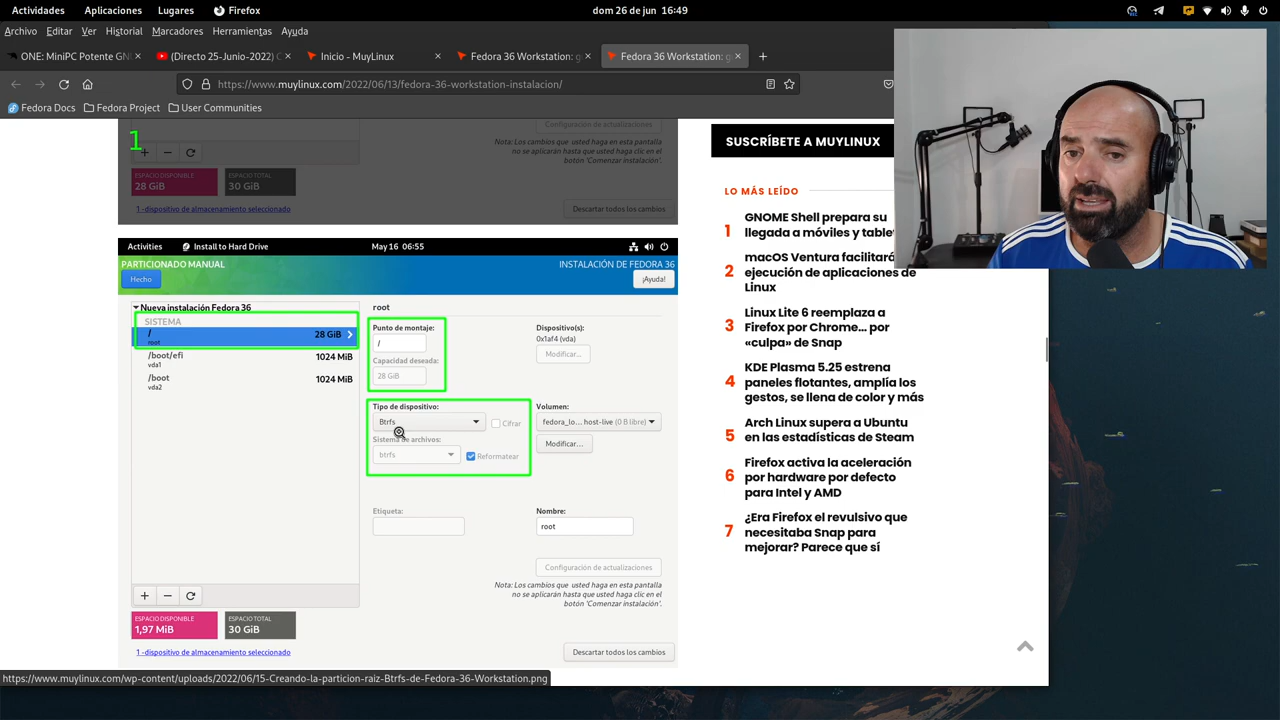 Actividades Aplicaciones Lugares Firefox dom 26 de jun 16:49
Archivo Editar Ver Historial Marcadores Herramientas Ayuda
ONE: MiniPC Potente GN
(Directo 25-Junio-2022) C
Inicio - MuyLinux
Fedora 36 Workstation: g
Fedora 36 Workstation: g
https://www.muylinux.com/2022/06/13/fedora-36-workstation-instalacion/
Fedora Docs Fedora Project User Communities
1
Configuración de actualizaciones
Nota: Los cambios que usted haga en esta pantalla
no se aplicarán hasta que usted haga clic en el
botón 'Comenzar instalación'.
ESPACIO DISPONIBLE
28 GiB
ESPACIO TOTAL
30 GiB
1 -dispositivo de almacenamiento seleccionado
Descartar todos los cambios
Activities Install to Hard Drive May 16 06:55
PARTICIONADO MANUAL
INSTALACIÓN DE FEDORA 36
Hecho
¡Ayuda!
Nueva instalación Fedora 36
SISTEMA
/ 28 GiB
root
/boot/efi 1024 MiB
vda1
/boot 1024 MiB
vda2
root
Punto de montaje:
/
Capacidad deseada:
28 GiB
Dispositivo(s):
0x1af4 (vda)
Modificar...
Tipo de dispositivo:
Btrfs
Cifrar
Sistema de archivos:
btrfs
Reformatear
Volumen:
fedora_lo... host-live (0 B libre)
Modificar...
Etiqueta:
Nombre:
root
Configuración de actualizaciones
Nota: Los cambios que usted haga en esta pantalla
no se aplicarán hasta que usted haga clic en el
botón 'Comenzar instalación'.
ESPACIO DISPONIBLE
1,97 MiB
ESPACIO TOTAL
30 GiB
1 -dispositivo de almacenamiento seleccionado
Descartar todos los cambios
SUSCRÍBETE A MUYLINUX
LO MÁS LEÍDO
1 GNOME Shell prepara su
llegada a móviles y
2 macOS Ventura facilitará
ejecución de aplicaciones de
Linux
3 Linux Lite 6 reemplaza a
Firefox por Chrome… por
«culpa» de Snap
4 KDE Plasma 5.25 estrena
paneles flotantes, amplía los
gestos, se llena de color y más
5 Arch Linux supera a Ubuntu
en las estadísticas de Steam
6 Firefox activa la aceleración
por hardware por defecto
para Intel y AMD
7 ¿Era Firefox el revulsivo que
necesitaba Snap para
mejorar? Parece que sí
https://www.muylinux.com/wp-content/uploads/2022/06/15-Creando-la-particion-raiz-Btrfs-de-Fedora-36-Workstation.png